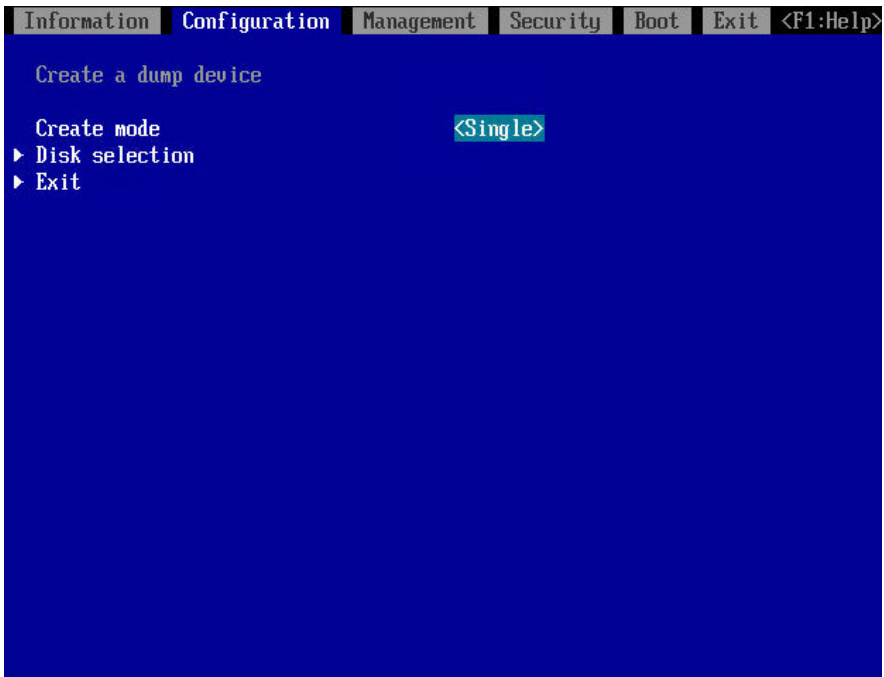 Information Configuration Management Security Boot Exit <F1:Help>
Create a dump device
Create mode <Single>
Disk selection
Exit